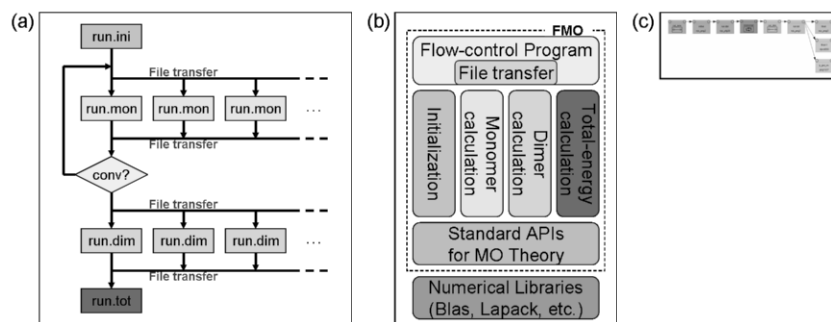 (a)
run.ini
File transfer
run.mon run.mon run.mon ...
File transfer
conv?
File transfer
run.dim run.dim run.dim ...
File transfer
run.tot
(b)
FMO
Flow-control Program
File transfer
Initialization
Monomer
calculation
Dimer
calculation
Total-energy
calculation
Standard APIs
for MO Theory
Numerical Libraries
(Blas, Lapack, etc.)
(c)